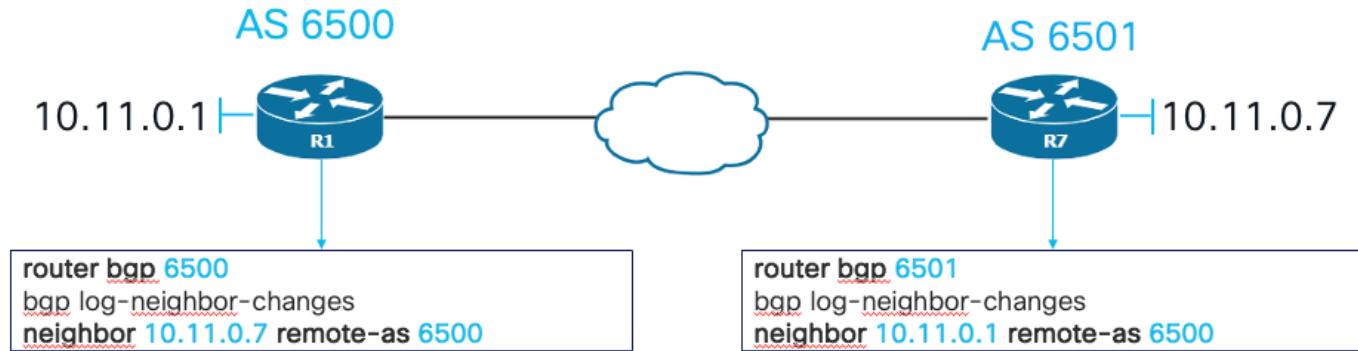 AS 6500
AS 6501
10.11.0.1
R1
R7
10.11.0.7
router bgp 6500
bgp log-neighbor-changes
neighbor 10.11.0.7 remote-as 6500
router bgp 6501
bgp log-neighbor-changes
neighbor 10.11.0.1 remote-as 6500